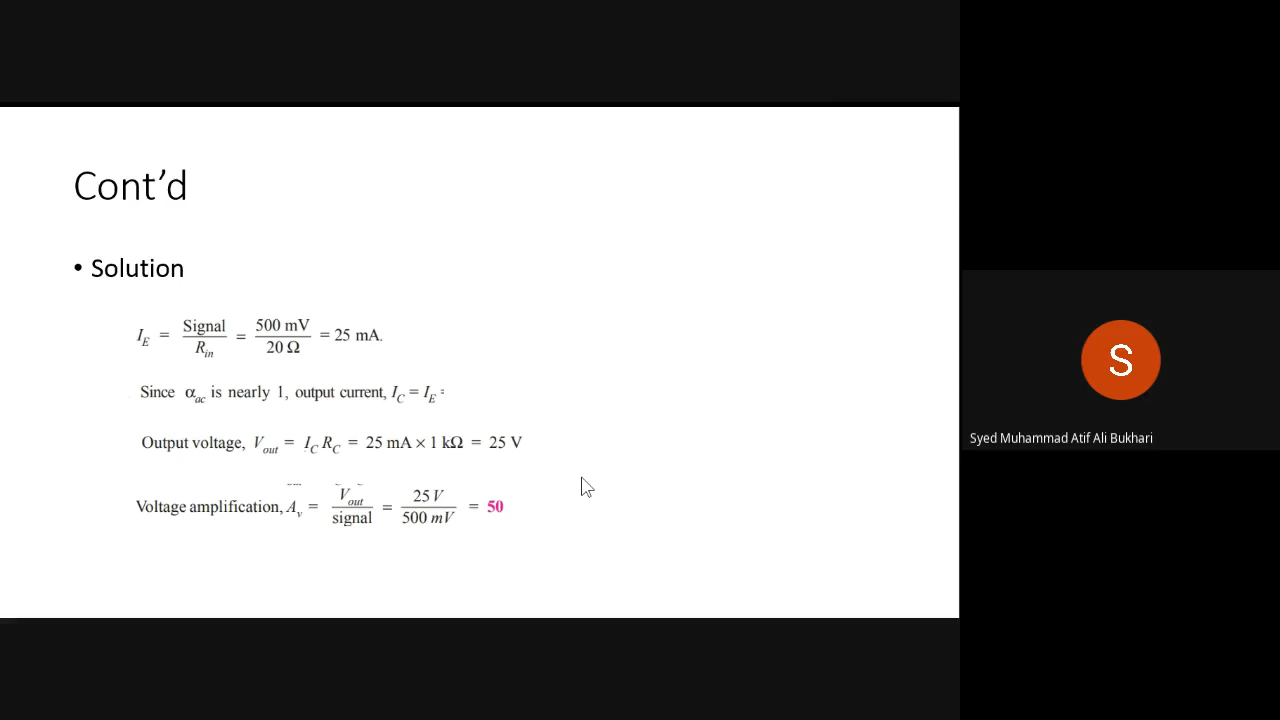 Cont’d
• Solution
I_E = Signal / R_in = 500 mV / 20 Ω = 25 mA.
Since α_ac is nearly 1, output current, I_C = I_E =
Output voltage, V_out = I_C R_C = 25 mA × 1 kΩ = 25 V
Voltage amplification, A_v = V_out / signal = 25 V / 500 mV = 50
S
Syed Muhammad Atif Ali Bukhari